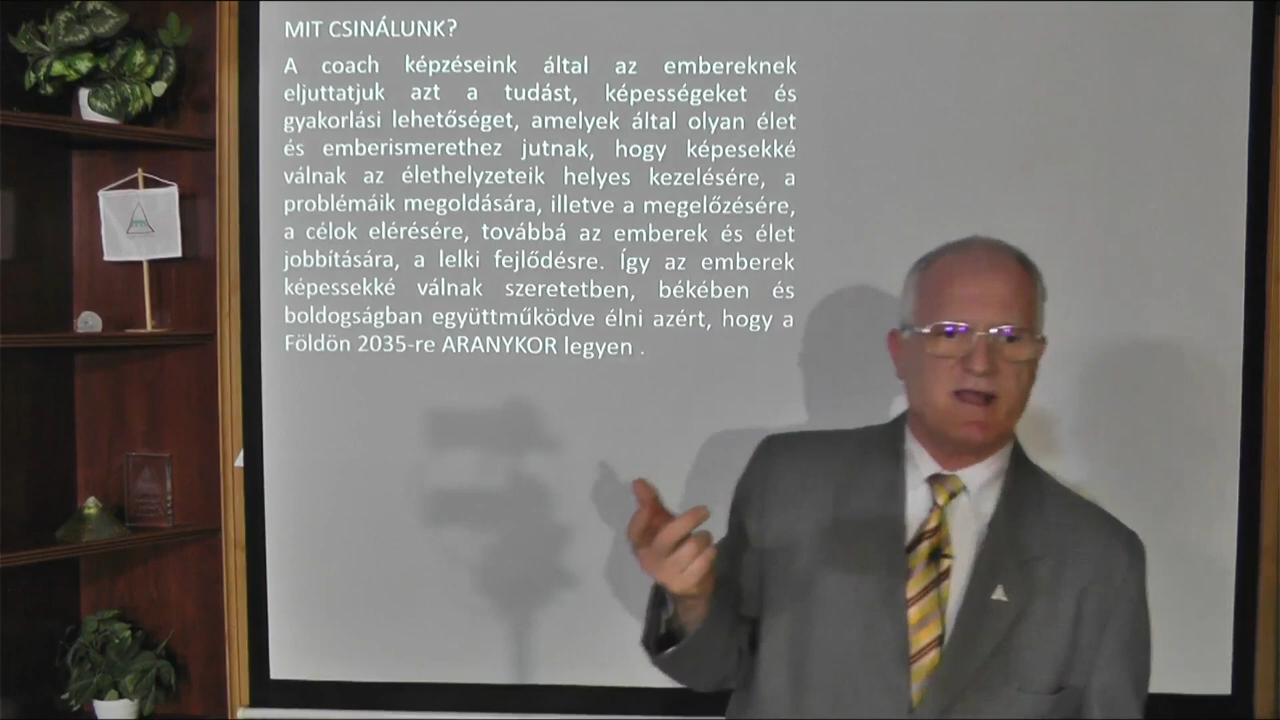 MIT CSINÁLUNK?
A coach képzéseink által az embereknek
eljuttatjuk azt a tudást, képességeket és
gyakorlási lehetőséget, amelyek által olyan élet
és emberismerethez jutnak, hogy képesekké
válnak az élethelyzeteik helyes kezelésére, a
problémáik megoldására, illetve a megelőzésére,
a célok elérésére, továbbá az emberek és élet
jobbítására, a lelki fejlődésre. Így az emberek
képessekké válnak szeretetben, békében és
boldogságban együttműködve élni azért, hogy a
Földön 2035-re ARANYKOR legyen .